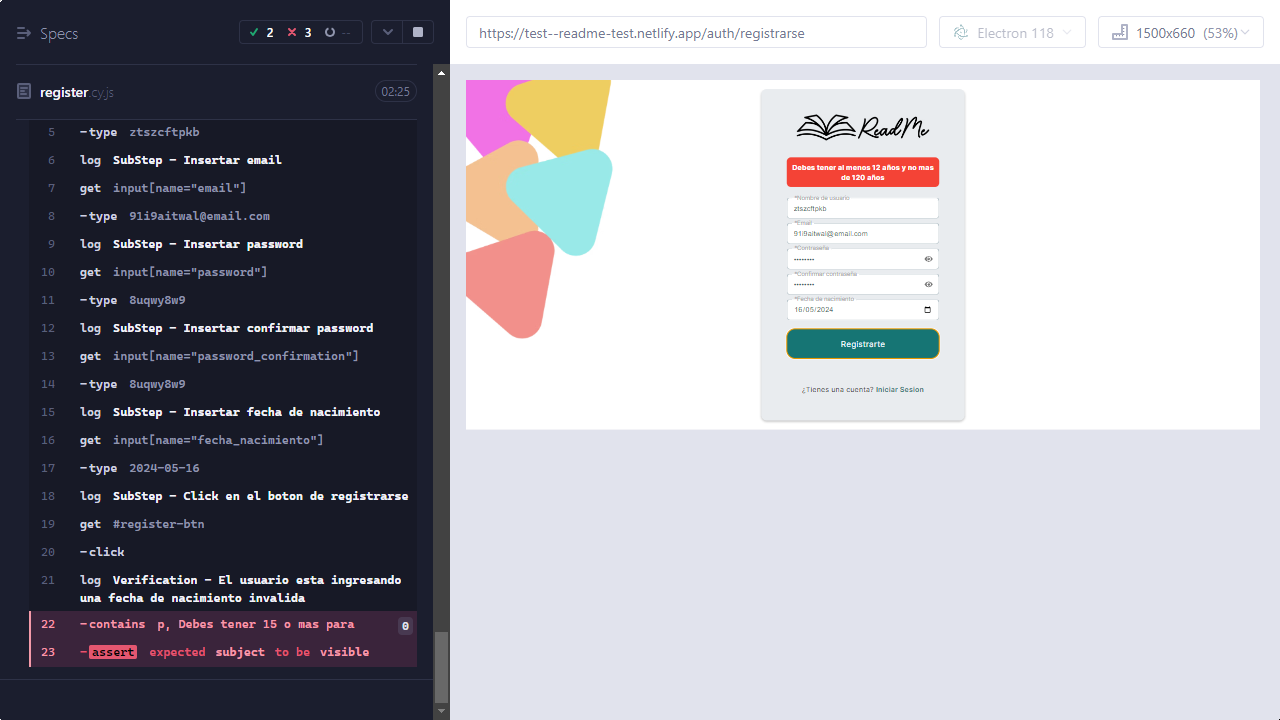 Specs
2
3
--
https://test--readme-test.netlify.app/auth/registrarse
Electron 118
1500x660 (53%)
register.cy.js
02:25
5 -type ztszcftpkb
6 log SubStep - Insertar email
7 get input[name="email"]
8 -type 91i9aitwal@email.com
9 log SubStep - Insertar password
10 get input[name="password"]
11 -type 8uqwy8w9
12 log SubStep - Insertar confirmar password
13 get input[name="password_confirmation"]
14 -type 8uqwy8w9
15 log SubStep - Insertar fecha de nacimiento
16 get input[name="fecha_nacimiento"]
17 -type 2024-05-16
18 log SubStep - Click en el boton de registrarse
19 get #register-btn
20 -click
21 log Verification - El usuario esta ingresando
una fecha de nacimiento invalida
22 -contains p, Debes tener 15 o mas para 0
23 -assert expected subject to be visible
ReadMe
Debes tener al menos 12 años y no mas
de 120 años
*Nombre de usuario
ztszcftpkb
*Email
91i9aitwal@email.com
*Contraseña
••••••••
*Confirmar contraseña
••••••••
*Fecha de nacimiento
16/05/2024
Registrarte
¿Tienes una cuenta? Iniciar Sesion